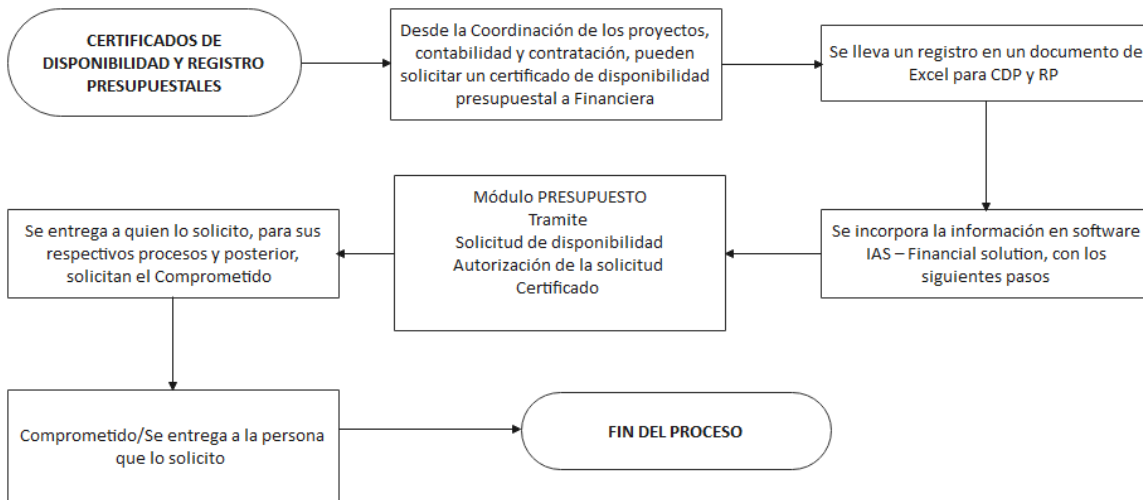 CERTIFICADOS DE
DISPONIBILIDAD Y REGISTRO
PRESUPUESTALES
Desde la Coordinación de los proyectos,
contabilidad y contratación, pueden
solicitar un certificado de disponibilidad
presupuestal a Financiera
Se lleva un registro en un documento de
Excel para CDP y RP
Se incorpora la información en software
IAS – Financial solution, con los
siguientes pasos
Módulo PRESUPUESTO
Tramite
Solicitud de disponibilidad
Autorización de la solicitud
Certificado
Se entrega a quien lo solicito, para sus
respectivos procesos y posterior,
solicitan el Comprometido
Comprometido/Se entrega a la persona
que lo solicito
FIN DEL PROCESO